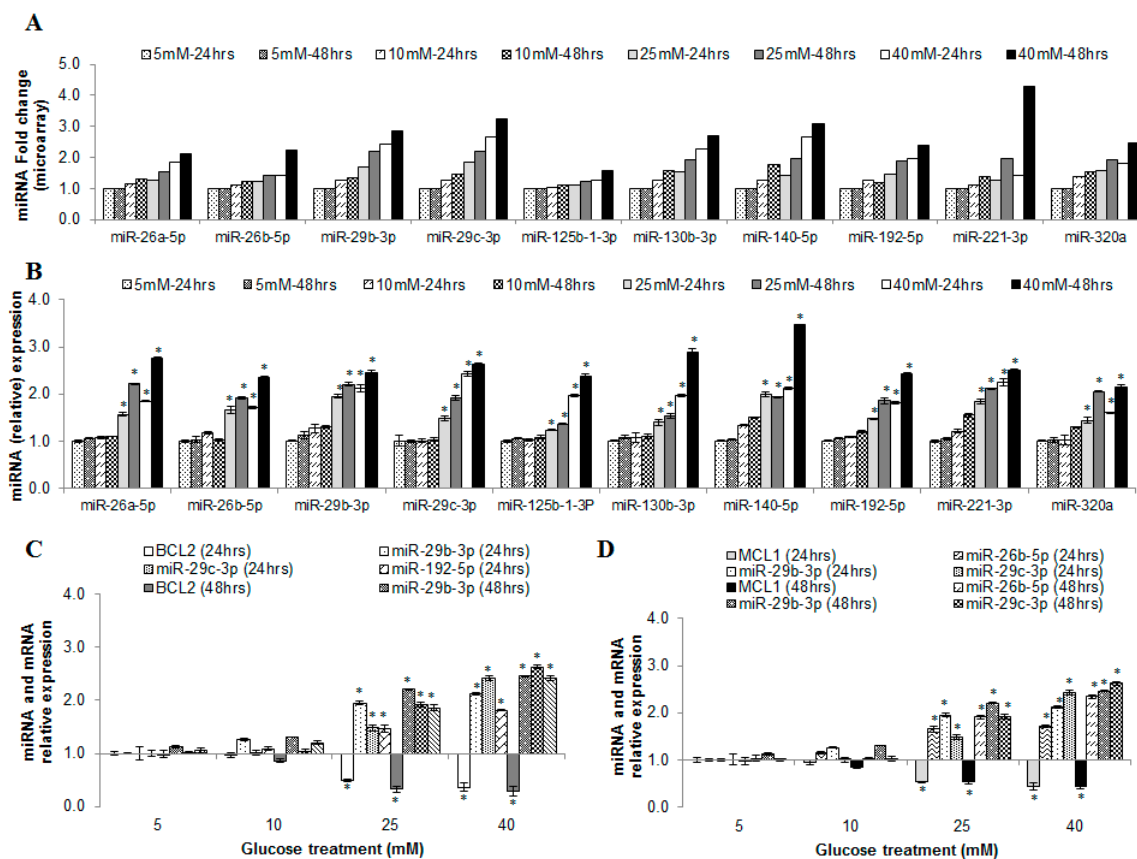 A
5mM-24hrs 5mM-48hrs 10mM-24hrs 10mM-48hrs 25mM-24hrs 25mM-48hrs 40mM-24hrs 40mM-48hrs
miRNA Fold change
(microarray)
5.0
4.0
3.0
2.0
1.0
0.0
miR-26a-5p miR-26b-5p miR-29b-3p miR-29c-3p miR-125b-1-3p miR-130b-3p miR-140-5p miR-192-5p miR-221-3p miR-320a
B
5mM-24hrs 5mM-48hrs 10mM-24hrs 10mM-48hrs 25mM-24hrs 25mM-48hrs 40mM-24hrs 40mM-48hrs
miRNA (relative) expression
4.0
3.0
2.0
1.0
0.0
miR-26a-5p miR-26b-5p miR-29b-3p miR-29c-3p miR-125b-1-3P miR-130b-3p miR-140-5p miR-192-5p miR-221-3p miR-320a
C
BCL2 (24hrs) miR-29b-3p (24hrs)
miR-29c-3p (24hrs) miR-192-5p (24hrs)
BCL2 (48hrs) miR-29b-3p (48hrs)
miRNA and mRNA
relative expression
4.0
3.0
2.0
1.0
0.0
5 10 25 40
Glucose treatment (mM)
D
MCL1 (24hrs) miR-26b-5p (24hrs)
miR-29b-3p (24hrs) miR-29c-3p (24hrs)
MCL1 (48hrs) miR-26b-5p (48hrs)
miR-29b-3p (48hrs) miR-29c-3p (48hrs)
miRNA and mRNA
relative expression
4.0
3.0
2.0
1.0
0.0
5 10 25 40
Glucose treatment (mM)